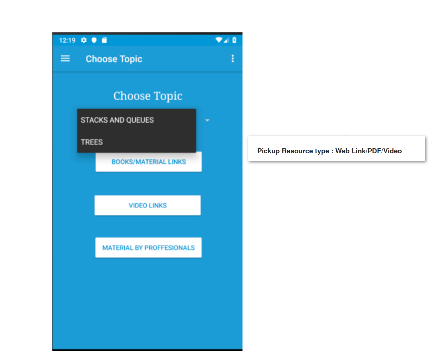 12:19
Choose Topic
Choose Topic
STACKS AND QUEUES
TREES
BOOKS/MATERIAL LINKS
Pickup Resource type : Web Link/PDF/Video
VIDEO LINKS
MATERIAL BY PROFFESIONALS